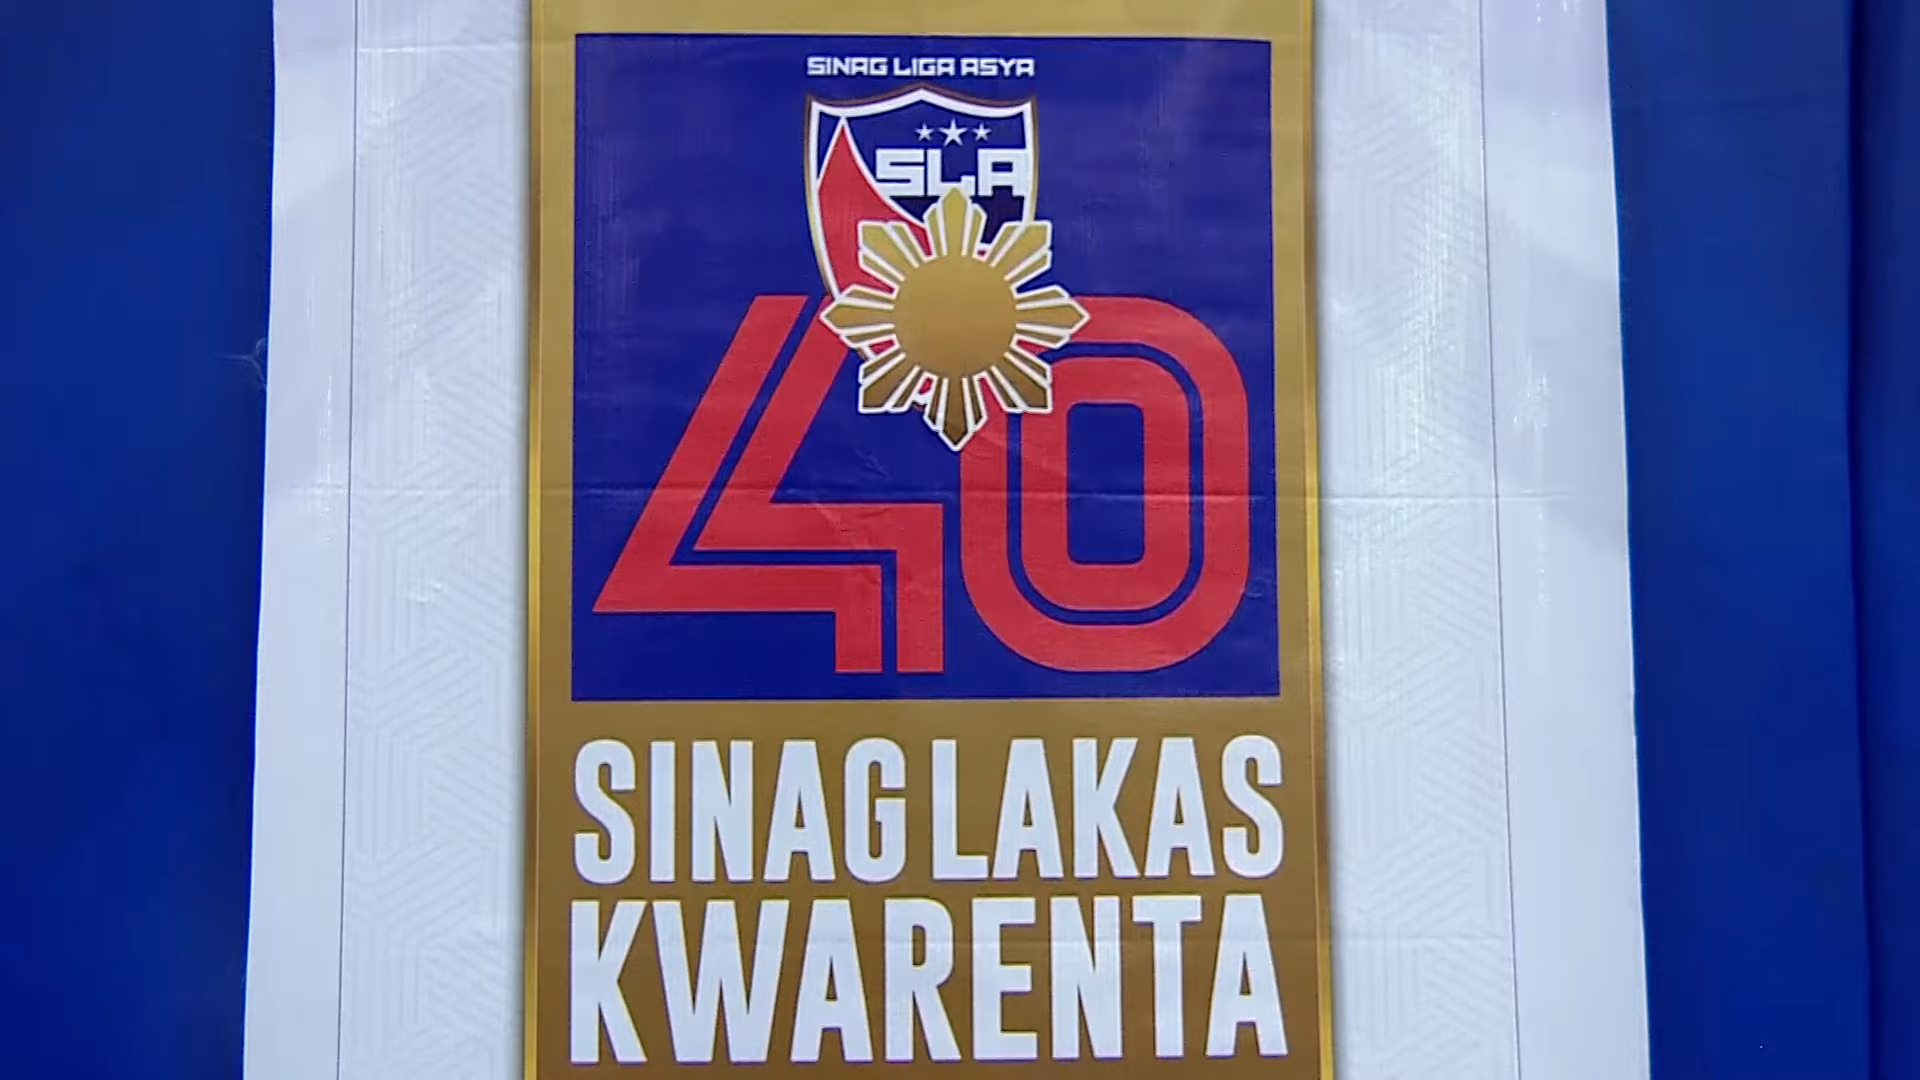 SINAG LIGA ASYA
SLA
40
SINAG LAKAS
KWARENTA